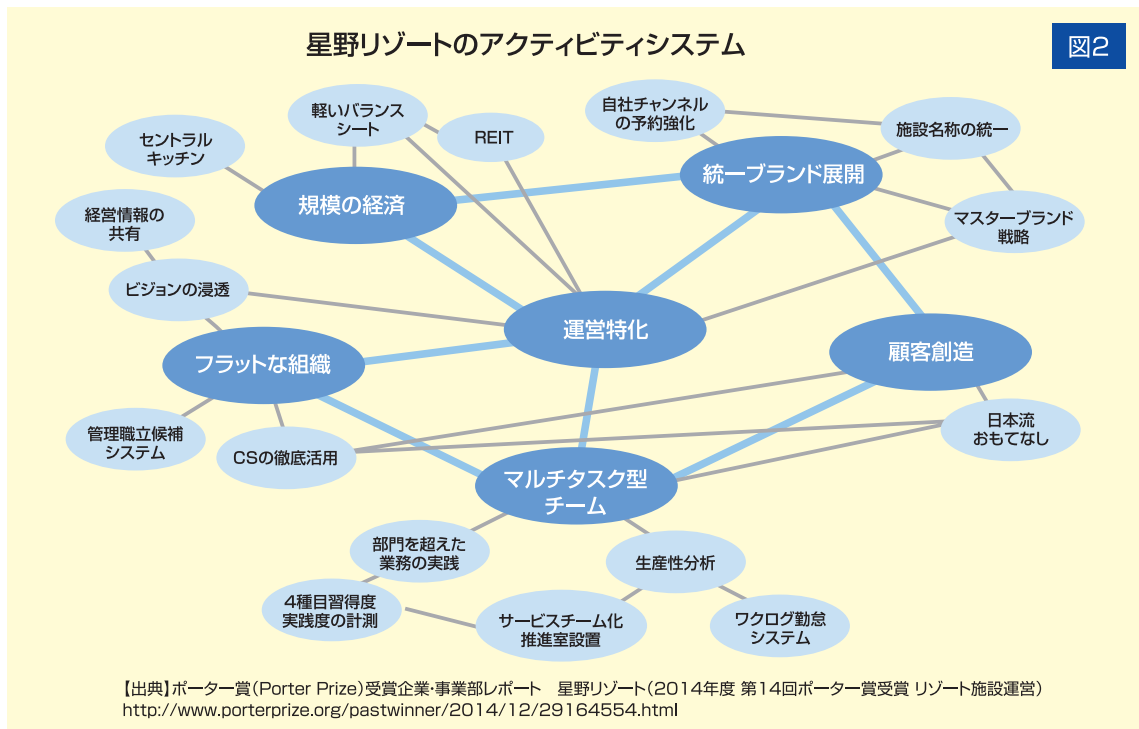 星野リゾートのアクティビティシステム
図2
軽いバランス
シート
REIT
自社チャンネル
の予約強化
施設名称の統一
セントラル
キッチン
規模の経済
統一ブランド展開
経営情報の
共有
マスターブランド
戦略
ビジョンの浸透
運営特化
フラットな組織
顧客創造
管理職立候補
システム
CSの徹底活用
日本流
おもてなし
マルチタスク型
チーム
部門を超えた
業務の実践
生産性分析
4種目習得度
実践度の計測
サービスチーム化
推進室設置
ワクログ勤怠
システム
【出典】ポーター賞(Porter Prize)受賞企業・事業部レポート 星野リゾート(2014年度 第14回ポーター賞受賞 リゾート施設運営)
http://www.porterprize.org/pastwinner/2014/12/29164554.html